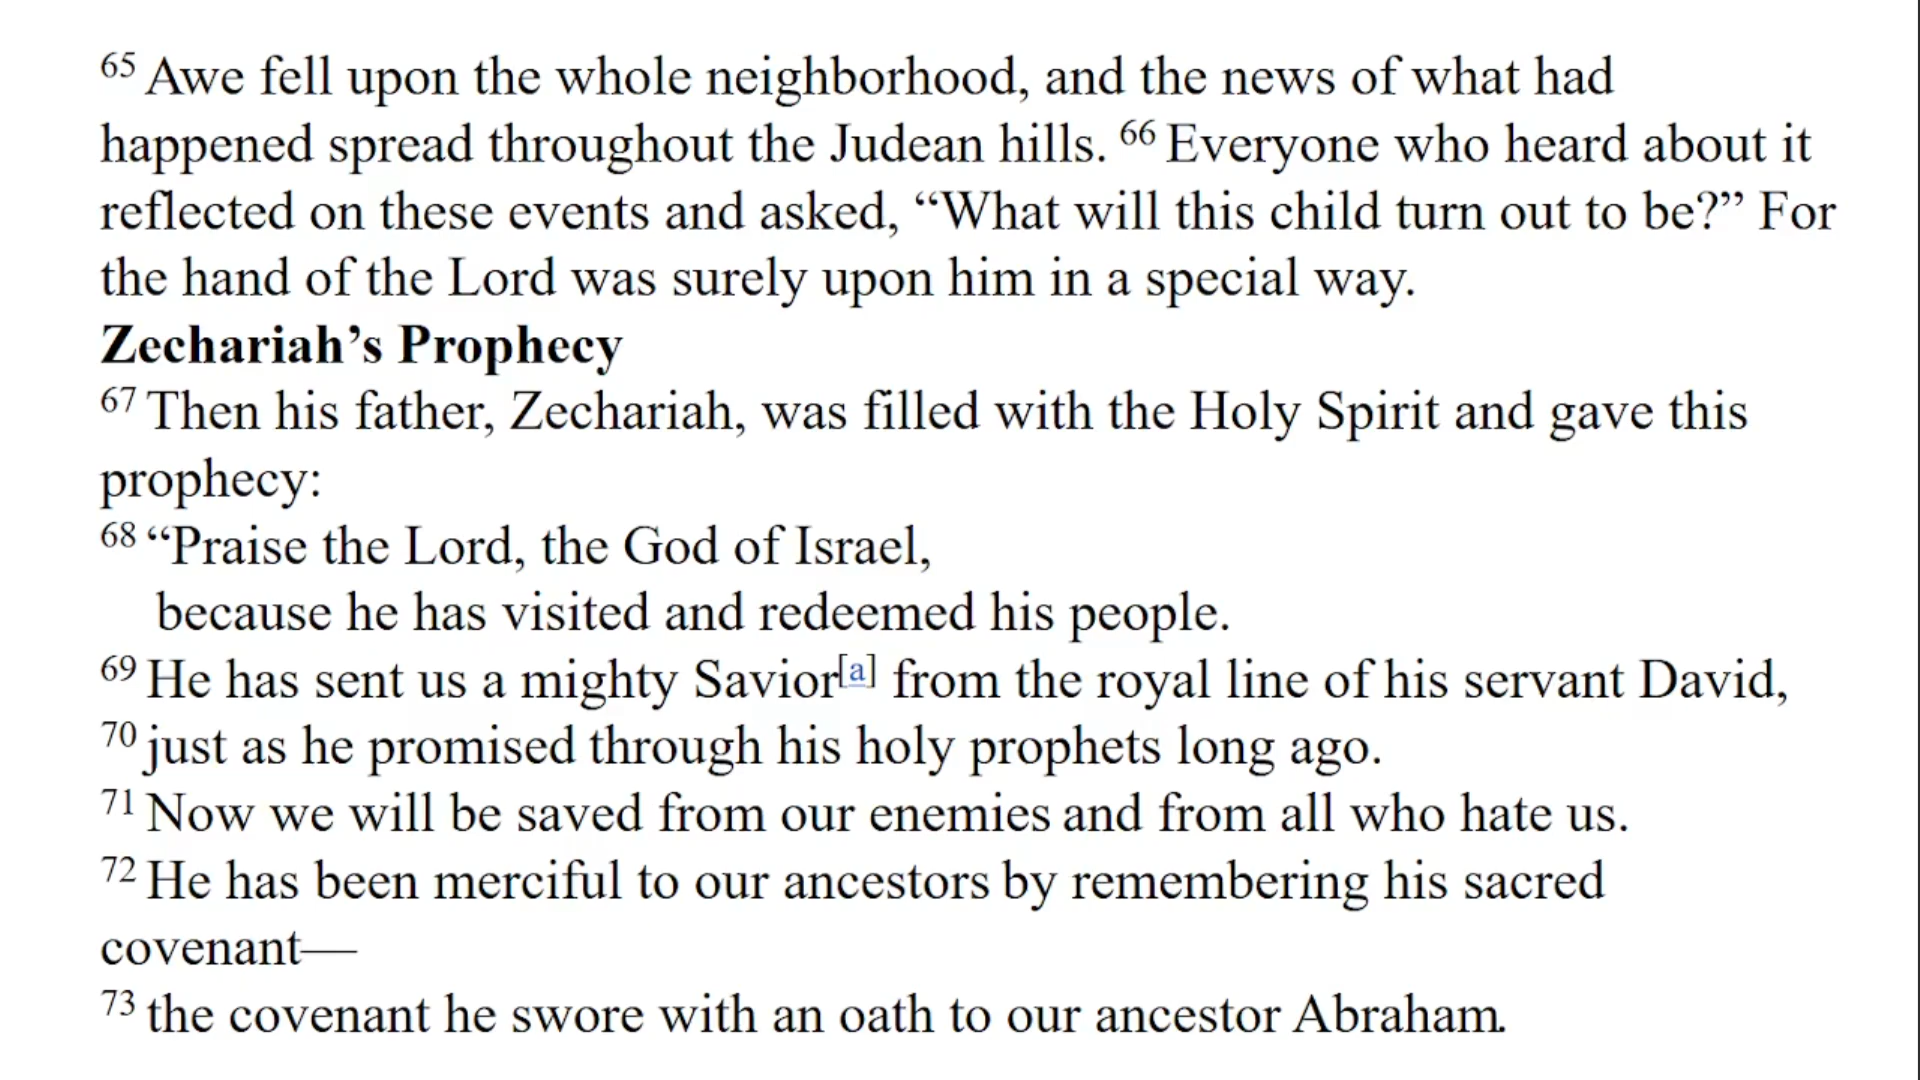 65 Awe fell upon the whole neighborhood, and the news of what had
happened spread throughout the Judean hills. 66 Everyone who heard about it
reflected on these events and asked, “What will this child turn out to be?” For
the hand of the Lord was surely upon him in a special way.
Zechariah’s Prophecy
67 Then his father, Zechariah, was filled with the Holy Spirit and gave this
prophecy:
68 “Praise the Lord, the God of Israel,
because he has visited and redeemed his people.
69 He has sent us a mighty Savior[a] from the royal line of his servant David,
70 just as he promised through his holy prophets long ago.
71 Now we will be saved from our enemies and from all who hate us.
72 He has been merciful to our ancestors by remembering his sacred
covenant—
73 the covenant he swore with an oath to our ancestor Abraham.